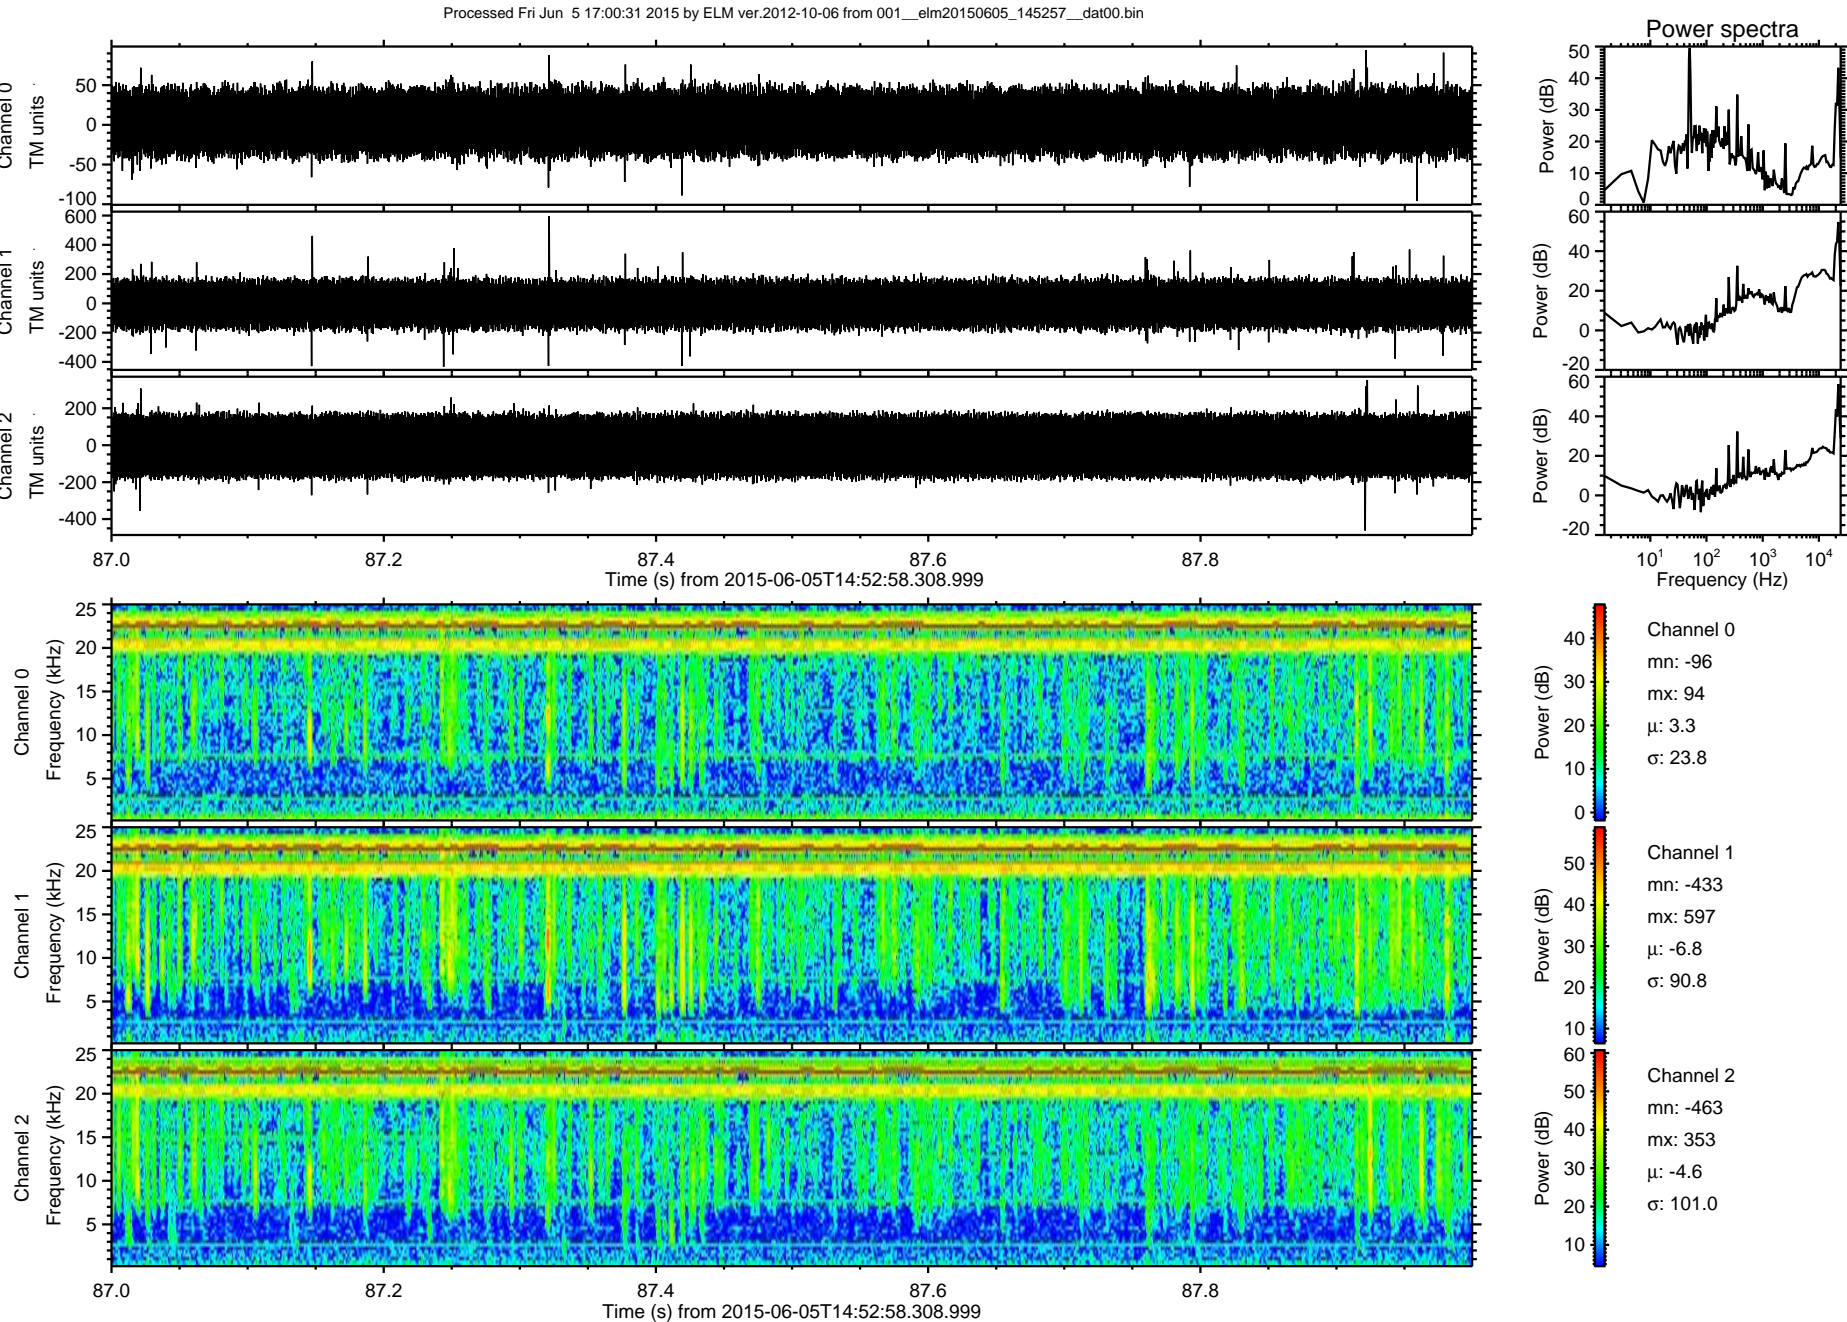 Processed Fri Jun  5 17:00:31 2015 by ELM ver.2012-10-06 from 001__elm20150605_145257__dat00.bin
Power spectra
Channel 0
TM units
50
0
-50
-100
Power (dB)
50
40
30
20
10
0
Channel 1
TM units
600
400
200
0
-200
-400
Power (dB)
60
40
20
0
-20
Channel 2
TM units
200
0
-200
-400
Power (dB)
60
40
20
0
-20
87.0 87.2 87.4 87.6 87.8
Time (s) from 2015-06-05T14:52:58.308.999
10^1 10^2 10^3 10^4
Frequency (Hz)
Channel 0
Frequency (kHz)
25
20
15
10
5
Power (dB)
40
30
20
10
0
Channel 0
mn: -96
mx: 94
μ: 3.3
σ: 23.8
Channel 1
Frequency (kHz)
25
20
15
10
5
Power (dB)
50
40
30
20
10
Channel 1
mn: -433
mx: 597
μ: -6.8
σ: 90.8
Channel 2
Frequency (kHz)
25
20
15
10
5
Power (dB)
60
50
40
30
20
10
Channel 2
mn: -463
mx: 353
μ: -4.6
σ: 101.0
87.0 87.2 87.4 87.6 87.8
Time (s) from 2015-06-05T14:52:58.308.999